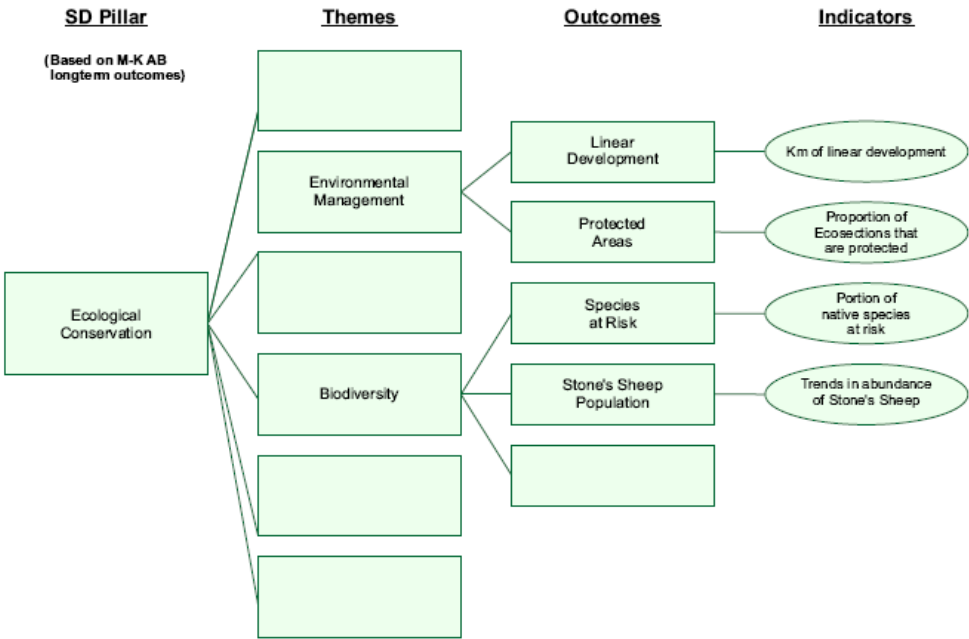 SD Pillar
Themes
Outcomes
Indicators
(Based on M-K AB
longterm outcomes)
Linear
Development
Km of linear development
Environmental
Management
Protected
Areas
Proportion of
Ecosections that
are protected
Ecological
Conservation
Species
at Risk
Portion of
native species
at risk
Biodiversity
Stone's Sheep
Population
Trends in abundance
of Stone's Sheep